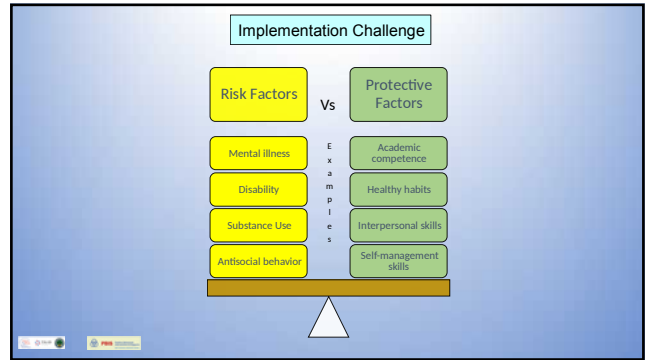 Implementation Challenge
Risk Factors
Vs
Protective
Factors
Mental illness
Disability
Substance Use
Antisocial behavior
E
x
a
m
p
l
e
s
Academic
competence
Healthy habits
Interpersonal skills
Self-management
skills